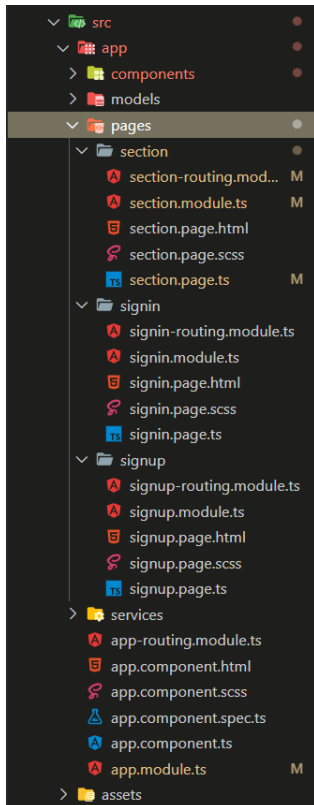 src
app
components
models
pages
section
section-routing.mod... M
section.module.ts M
section.page.html
section.page.scss
section.page.ts M
signin
signin-routing.module.ts
signin.module.ts
signin.page.html
signin.page.scss
signin.page.ts
signup
signup-routing.module.ts
signup.module.ts
signup.page.html
signup.page.scss
signup.page.ts
services
app-routing.module.ts
app.component.html
app.component.scss
app.component.spec.ts
app.component.ts
app.module.ts M
assets